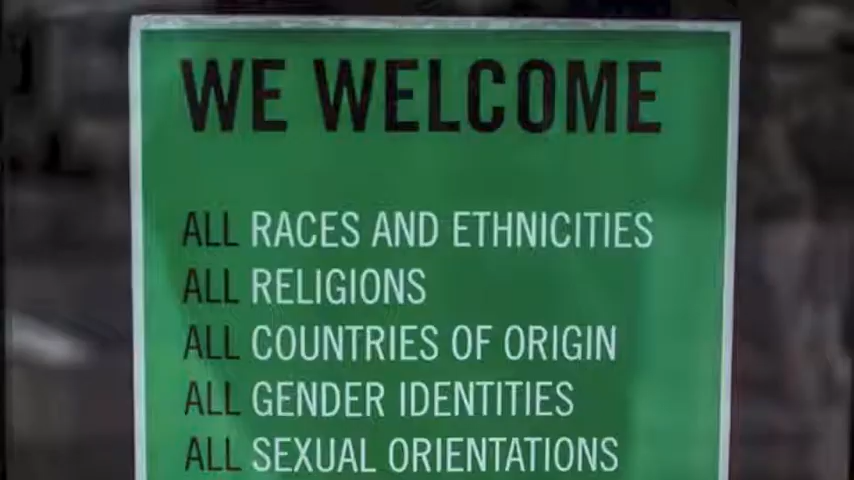 WE WELCOME
ALL RACES AND ETHNICITIES
ALL RELIGIONS
ALL COUNTRIES OF ORIGIN
ALL GENDER IDENTITIES
ALL SEXUAL ORIENTATIONS